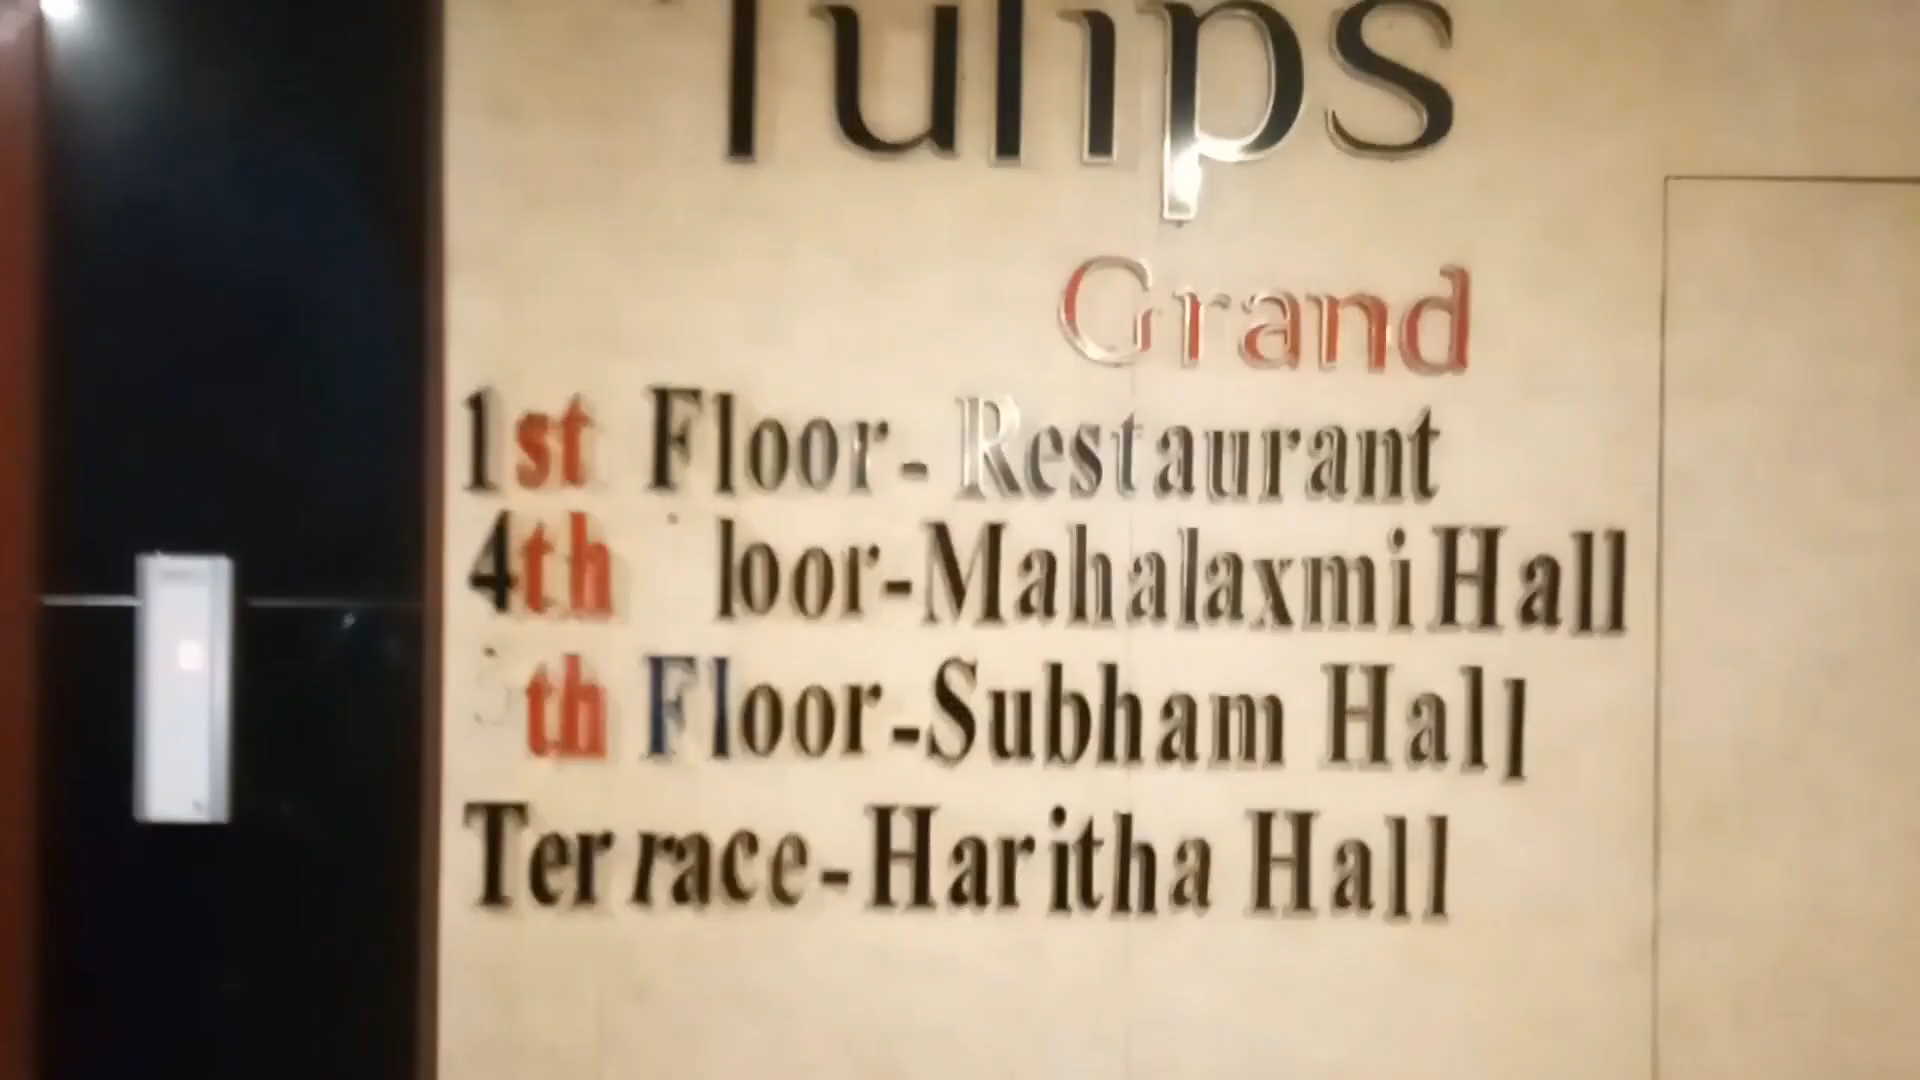 Tulips
Grand
1st Floor- Restaurant
4th loor-Mahalaxmi Hall
th Floor-Subham Hall
Terrace-Haritha Hall